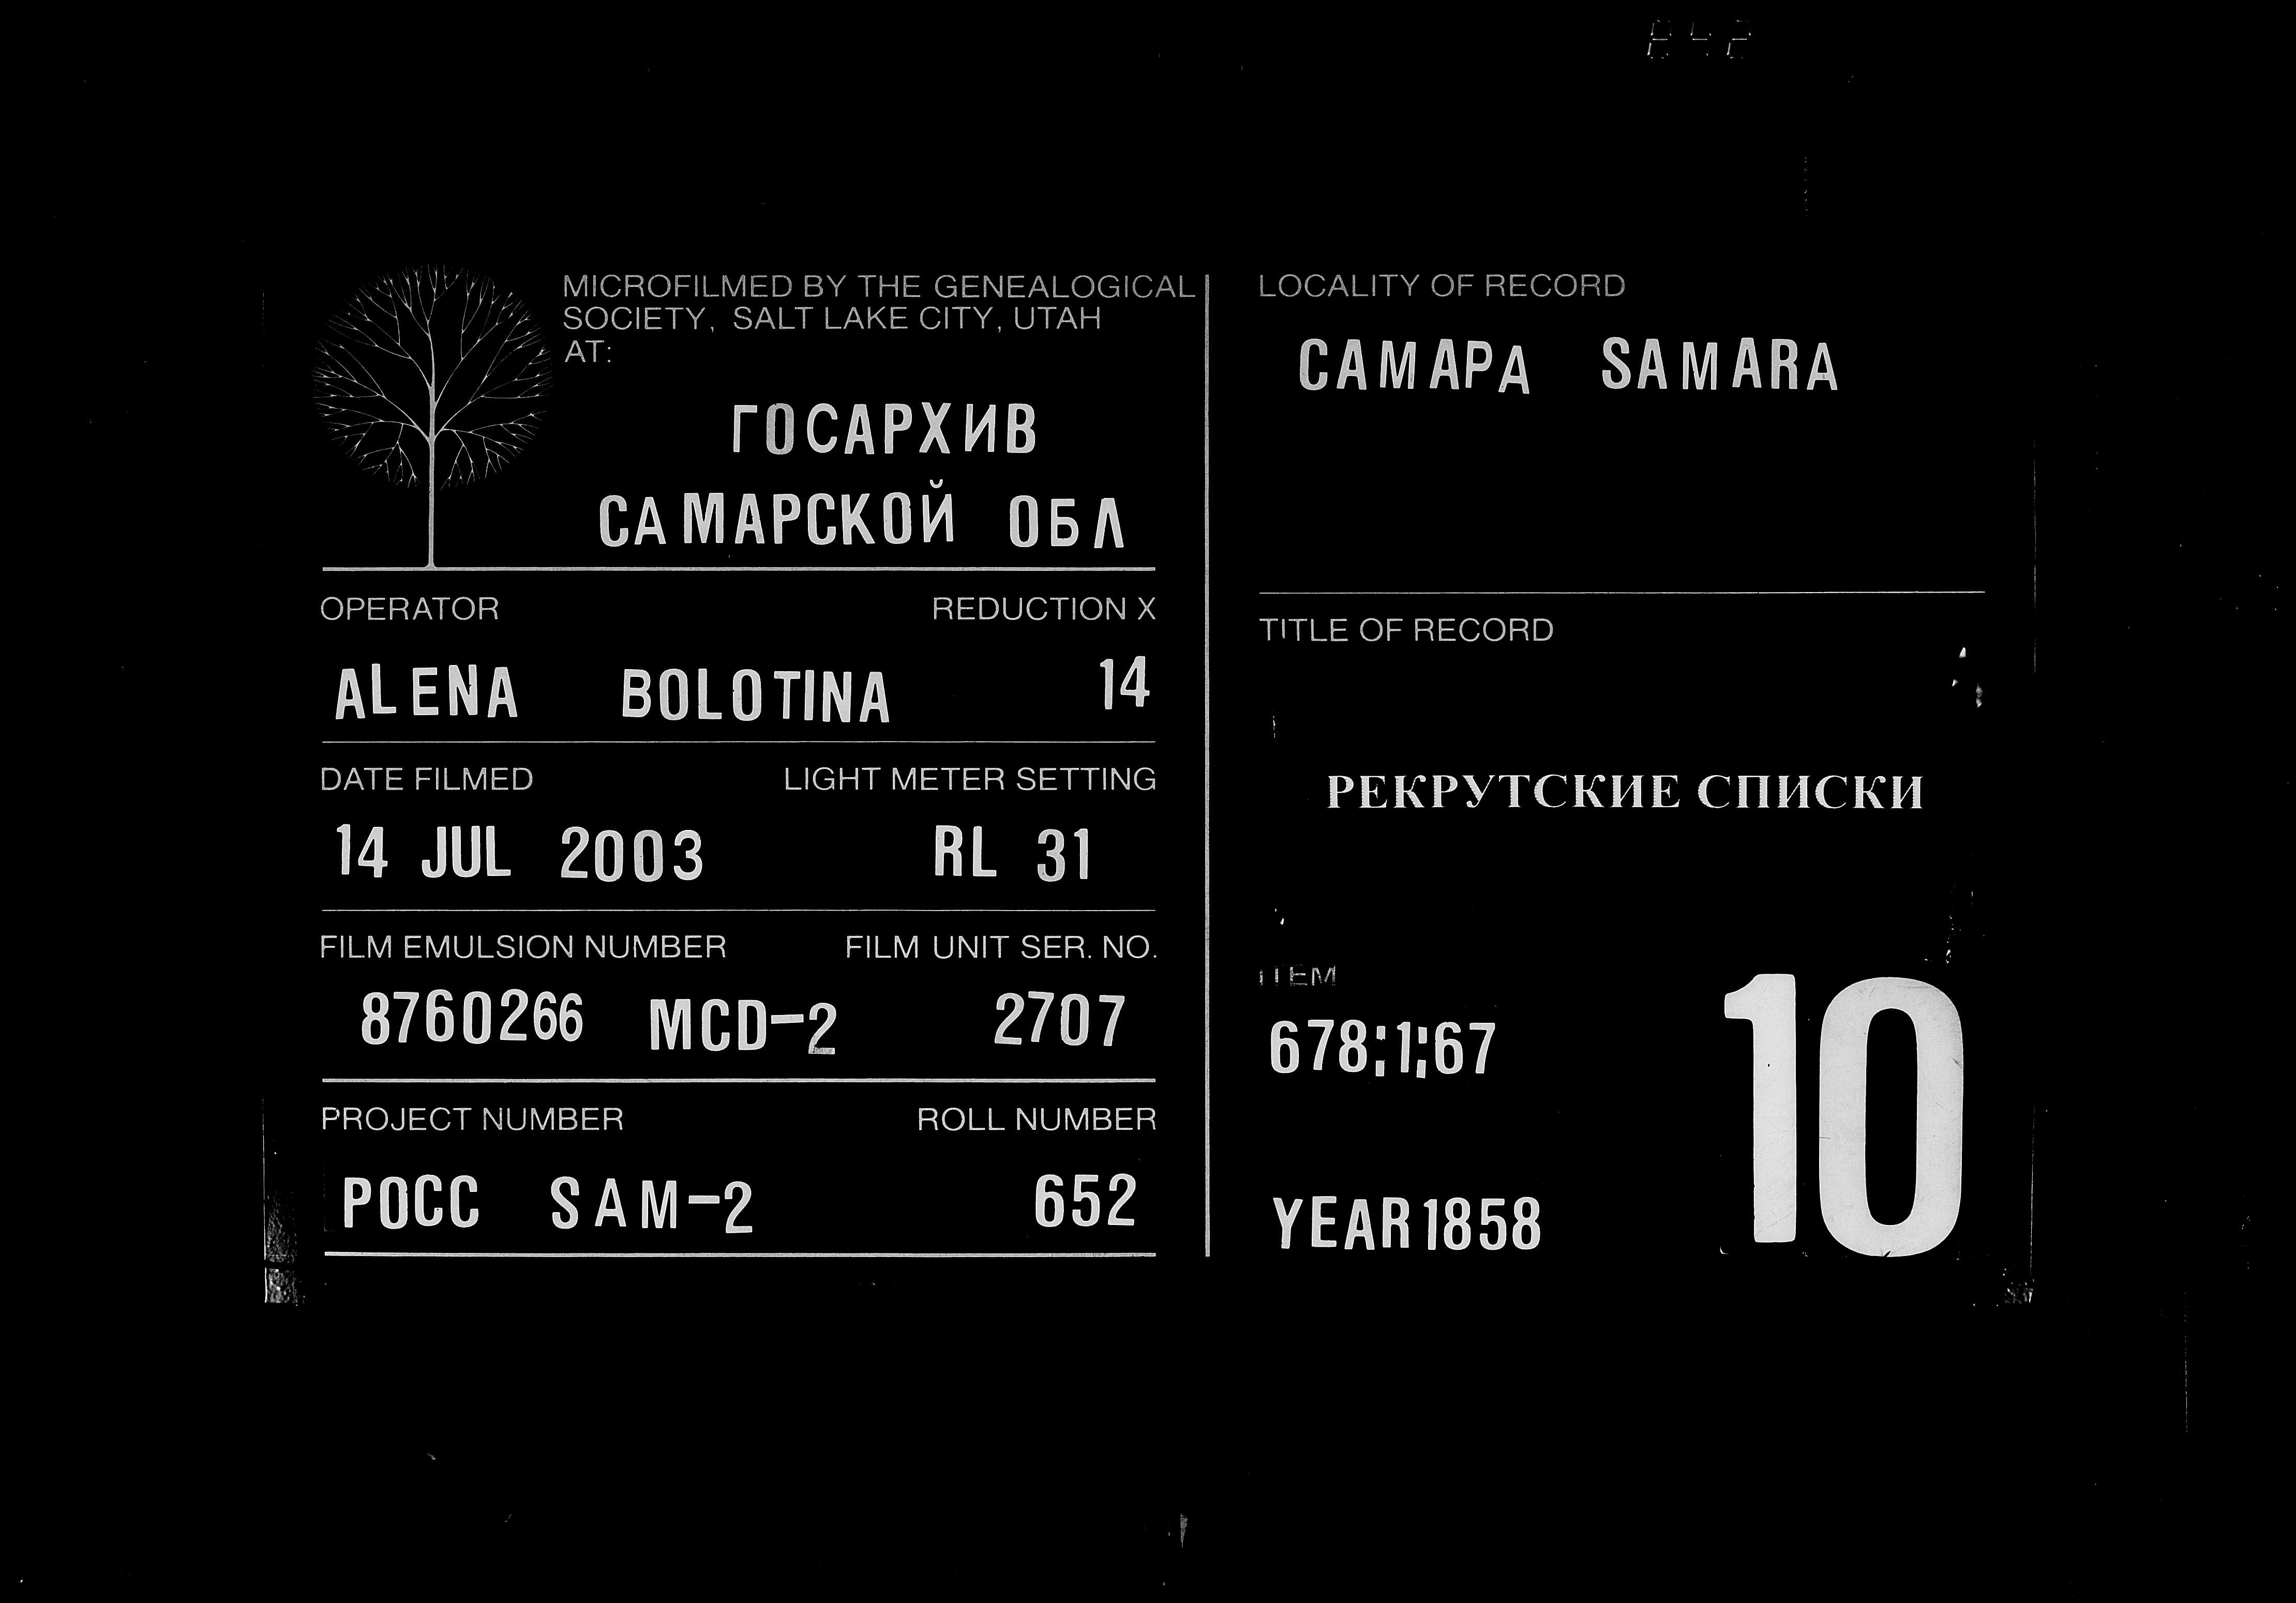 MICROFILMED BY THE GENEALOGICAL
SOCIETY, SALT LAKE CITY, UTAH
AT:
ГОСАРХИВ
САМАРСКОЙ ОБЛ
OPERATOR REDUCTION X
ALENA BOLOTINA 14
DATE FILMED LIGHT METER SETTING
14 JUL 2003 RL 31
FILM EMULSION NUMBER FILM UNIT SER. NO.
8760266 MCD-2 2707
PROJECT NUMBER ROLL NUMBER
РОСС SAM-2 652
LOCALITY OF RECORD
САМАРА SAMARA
TITLE OF RECORD
РЕКРУТСКИЕ СПИСКИ
ITEM
678;1;67
10
YEAR 1858